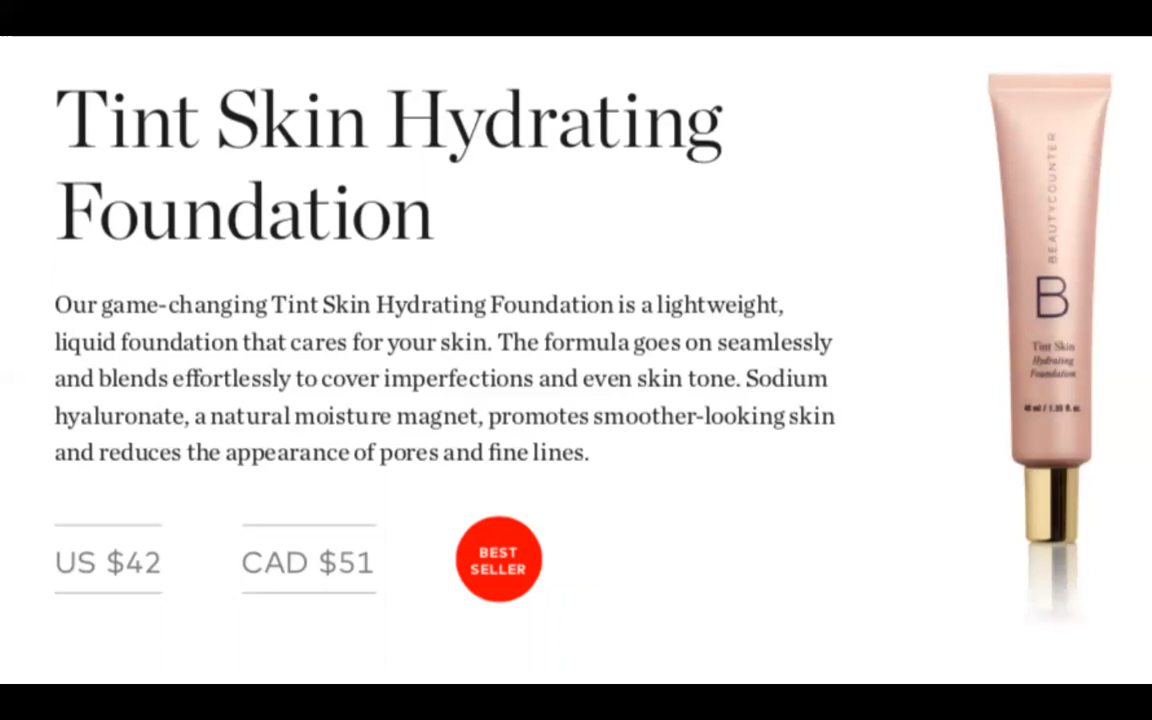 Tint Skin Hydrating
Foundation
Our game-changing Tint Skin Hydrating Foundation is a lightweight,
liquid foundation that cares for your skin. The formula goes on seamlessly
and blends effortlessly to cover imperfections and even skin tone. Sodium
hyaluronate, a natural moisture magnet, promotes smoother-looking skin
and reduces the appearance of pores and fine lines.
US $42
CAD $51
BEST
SELLER
BEAUTYCOUNTER
B
Tint Skin
Hydrating
Foundation